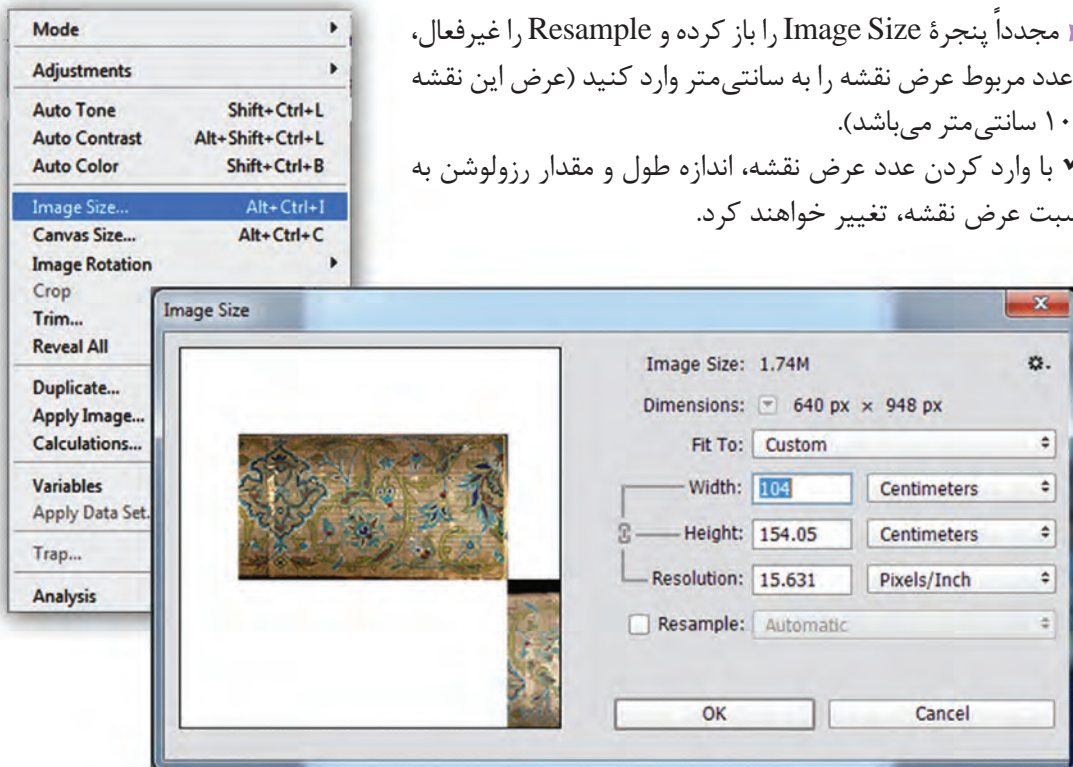 مجدداً پنجرهٔ Image Size را باز کرده و Resample را غیرفعال،
عدد مربوط عرض نقشه را به سانتی‌متر وارد کنید (عرض این نقشه
۱۰ سانتی‌متر می‌باشد).
با وارد کردن عدد عرض نقشه، اندازه طول و مقدار رزولوشن به
سبت عرض نقشه، تغییر خواهند کرد.
Mode
Adjustments
Auto Tone Shift+Ctrl+L
Auto Contrast Alt+Shift+Ctrl+L
Auto Color Shift+Ctrl+B
Image Size... Alt+Ctrl+I
Canvas Size... Alt+Ctrl+C
Image Rotation
Crop
Trim...
Reveal All
Duplicate...
Apply Image...
Calculations...
Variables
Apply Data Set.
Trap...
Analysis
Image Size
Image Size: 1.74M
Dimensions: 640 px × 948 px
Fit To: Custom
Width: 104 Centimeters
Height: 154.05 Centimeters
Resolution: 15.631 Pixels/Inch
Resample: Automatic
OK Cancel